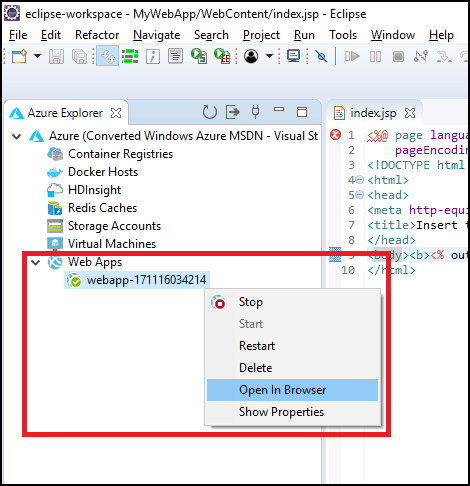 eclipse-workspace - MyWebApp/WebContent/index.jsp - Eclipse
File Edit Refactor Navigate Search Project Run Tools Window Help
Azure Explorer
Azure (Converted Windows Azure MSDN - Visual St
Container Registries
Docker Hosts
HDInsight
Redis Caches
Storage Accounts
Virtual Machines
Web Apps
webapp-171116034214
Stop
Start
Restart
Delete
Open In Browser
Show Properties
index.jsp
1 <%@ page langua
2 pageEncodin
3 <!DOCTYPE html
4 <html>
5 <head>
6 <meta http-equi
7 <title>Insert t
8 </head>
9 <body><b><% out
10 </html>